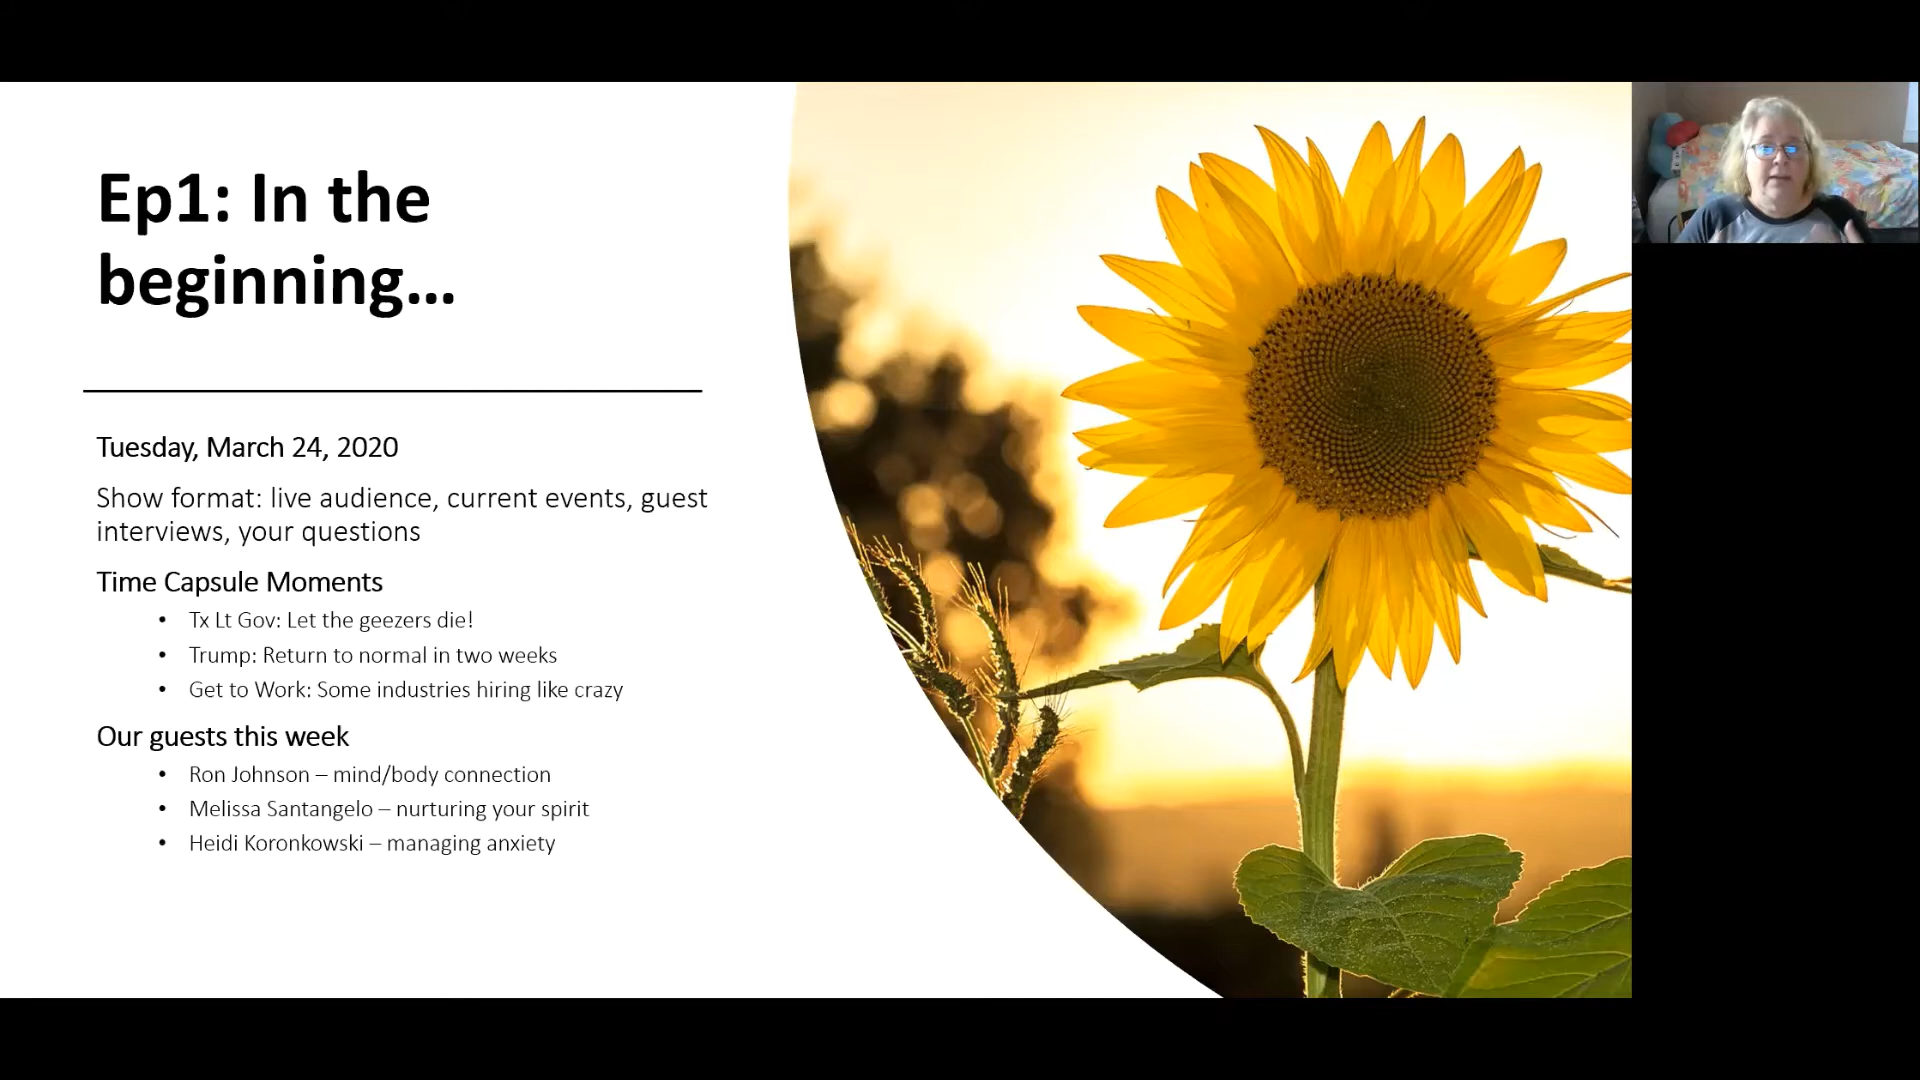 Ep1: In the
beginning...
Tuesday, March 24, 2020
Show format: live audience, current events, guest
interviews, your questions
Time Capsule Moments
• Tx Lt Gov: Let the geezers die!
• Trump: Return to normal in two weeks
• Get to Work: Some industries hiring like crazy
Our guests this week
• Ron Johnson – mind/body connection
• Melissa Santangelo – nurturing your spirit
• Heidi Koronkowski – managing anxiety